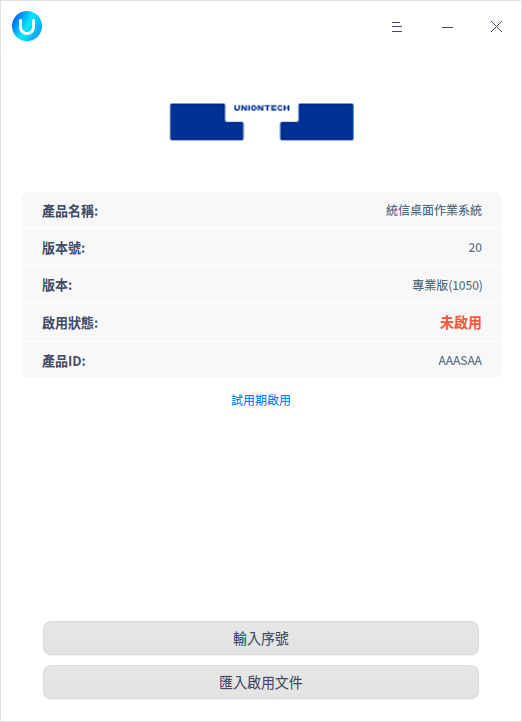 UNIONTECH
產品名稱: 統信桌面作業系統
版本號: 20
版本: 專業版(1050)
啟用狀態: 未啟用
產品ID: AAASAA
試用期啟用
輸入序號
匯入啟用文件